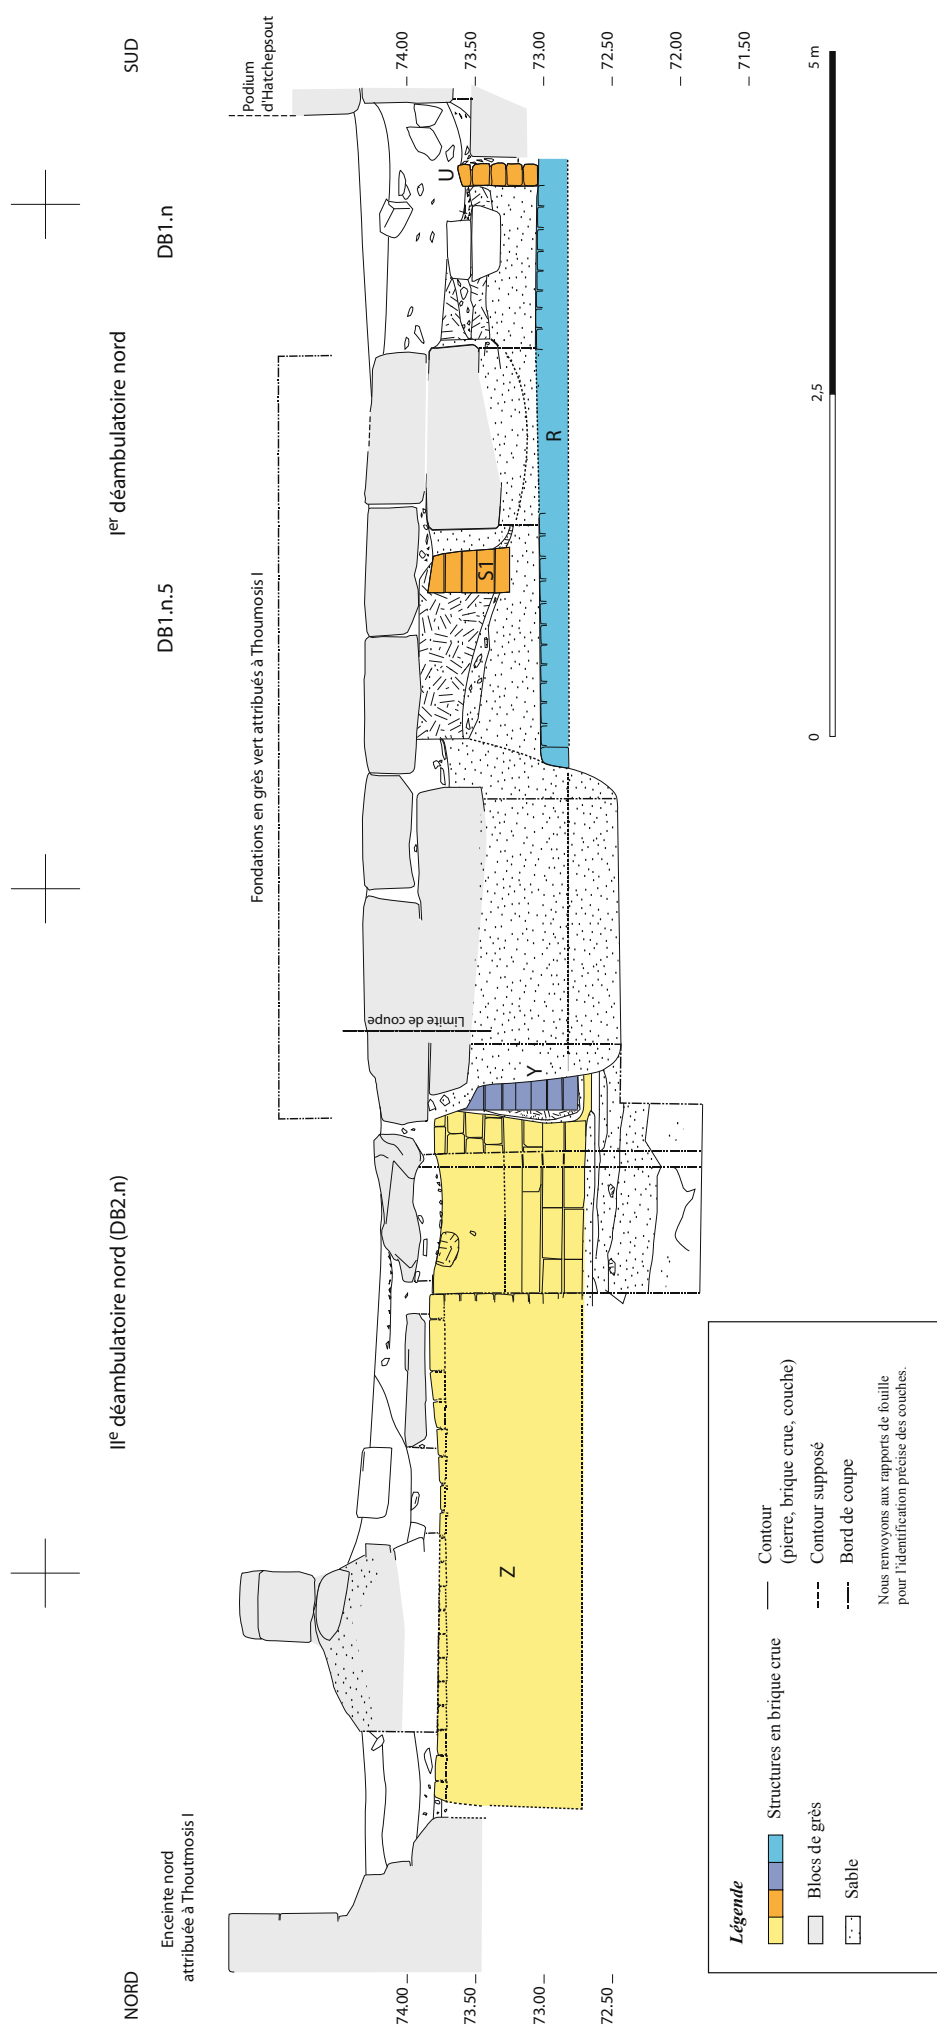 NORD
SUD
IIe déambulatoire nord (DB2.n)
Ier déambulatoire nord
DB1.n.5
DB1.n
Enceinte nord
attribuée à Thoutmosis I
Fondations en grès vert attribués à Thoumosis I
Podium
d'Hatchepsout
74.00
73.50
73.00
72.50
74.00
73.50
73.00
72.50
72.00
71.50
Limite de coupe
Z
Y
S1
R
U
0
2,5
5 m
Légende
Structures en brique crue
Blocs de grès
Sable
Contour
(pierre, brique crue, couche)
Contour supposé
Bord de coupe
Nous renvoyons aux rapports de fouille
pour l'identification précise des couches.